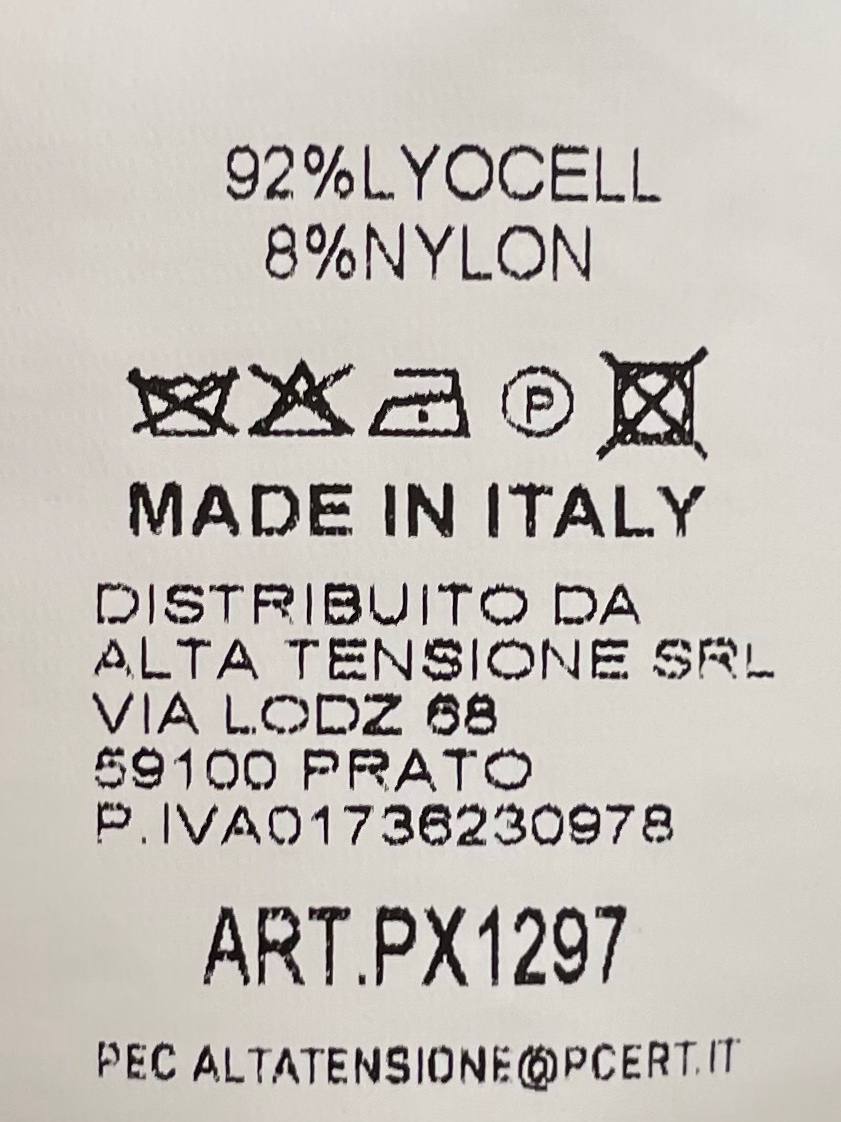 92%LYOCELL
8%NYLON
P
MADE IN ITALY
DISTRIBUITO DA
ALTA TENSIONE SRL
VIA LODZ 68
59100 PRATO
P.IVA01736230978
ART.PX1297
PEC ALTATENSIONE@PCERT.IT